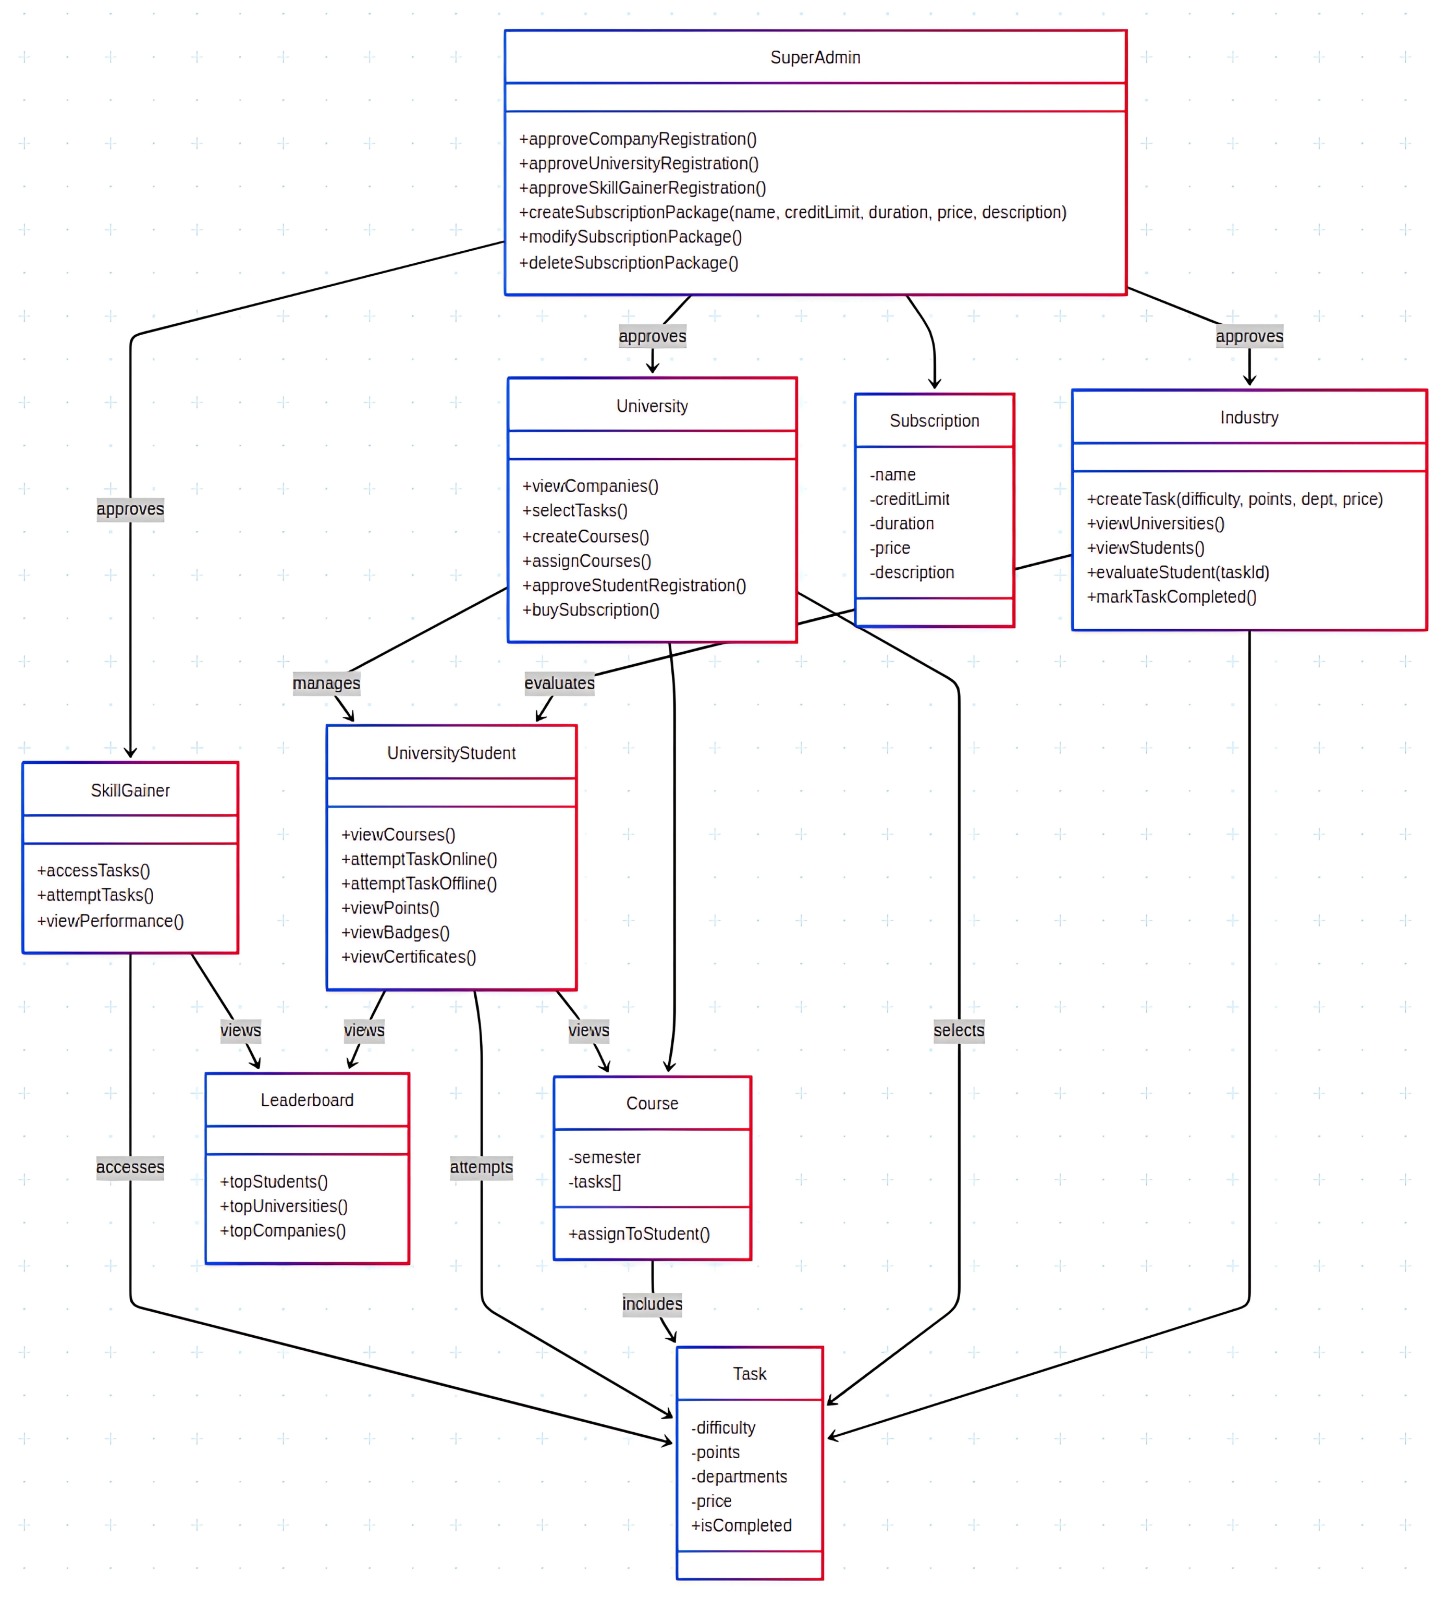 SuperAdmin
+approveCompanyRegistration()
+approveUniversityRegistration()
+approveSkillGainerRegistration()
+createSubscriptionPackage(name, creditLimit, duration, price, description)
+modifySubscriptionPackage()
+deleteSubscriptionPackage()
approves
approves
approves
University
+viewCompanies()
+selectTasks()
+createCourses()
+assignCourses()
+approveStudentRegistration()
+buySubscription()
Subscription
-name
-creditLimit
-duration
-price
-description
Industry
+createTask(difficulty, points, dept, price)
+viewUniversities()
+viewStudents()
+evaluateStudent(taskId)
+markTaskCompleted()
manages
evaluates
SkillGainer
+accessTasks()
+attemptTasks()
+viewPerformance()
UniversityStudent
+viewCourses()
+attemptTaskOnline()
+attemptTaskOffline()
+viewPoints()
+viewBadges()
+viewCertificates()
views
views
views
selects
Leaderboard
+topStudents()
+topUniversities()
+topCompanies()
Course
-semester
-tasks[]
+assignToStudent()
accesses
attempts
includes
Task
-difficulty
-points
-departments
-price
+isCompleted